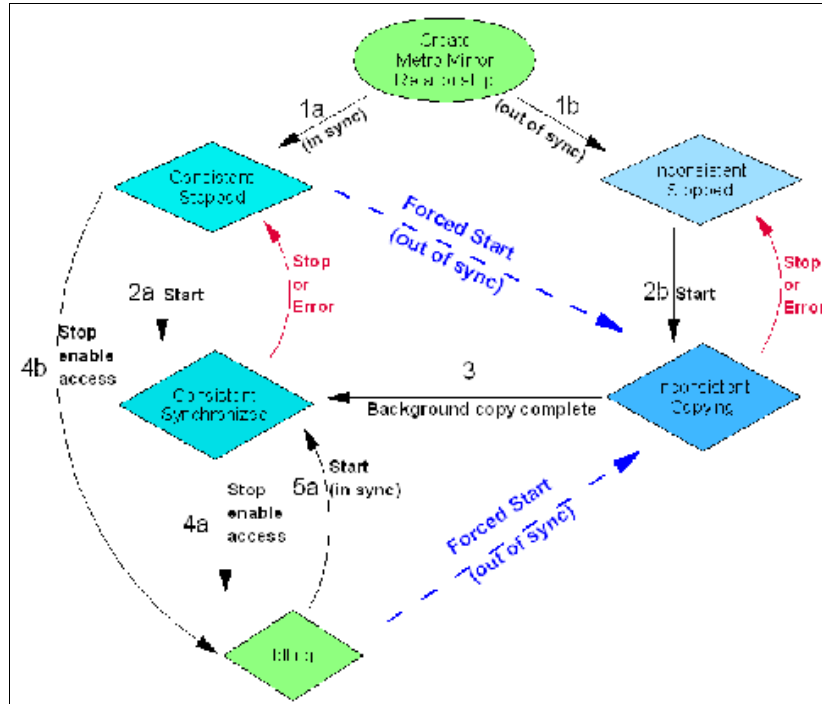 Create
Metro Mirror
Relationship
1a
(in sync)
1b
(out of sync)
Consistent
Stopped
Inconsistent
Stopped
Forced Start
(out of sync)
Stop
or
Error
Stop
or
Error
2a Start
2b Start
4b
Stop
enable
access
3
Background copy complete
Consistent
Synchronized
Inconsistent
Copying
5a
Start
(in sync)
4a
Stop
enable
access
Forced Start
(out of sync)
Idling